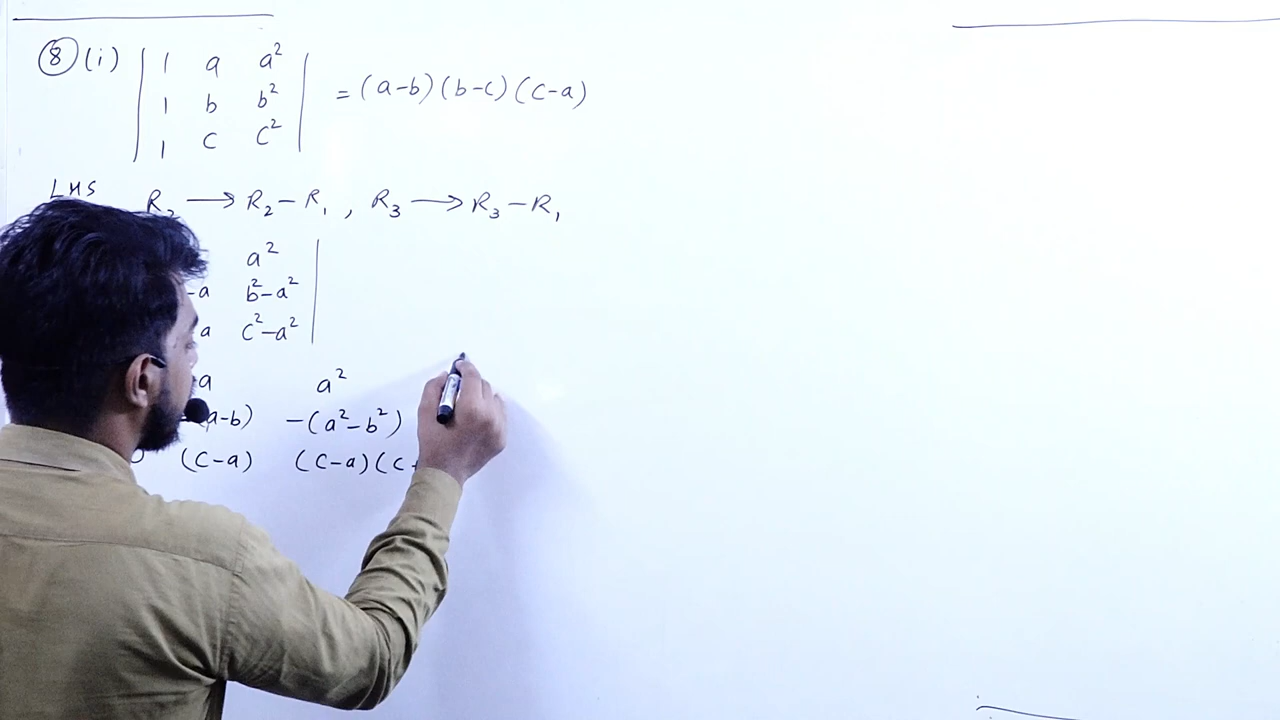 8 (i) | 1 a a² |
| 1 b b² | = (a-b)(b-c)(c-a)
| 1 c c² |
LHS
R₂ → R₂ - R₁ , R₃ → R₃ - R₁
a² |
-a b²-a² |
a c²-a² |
a a²
(a-b) -(a²-b²)
(c-a) (c-a)(c+